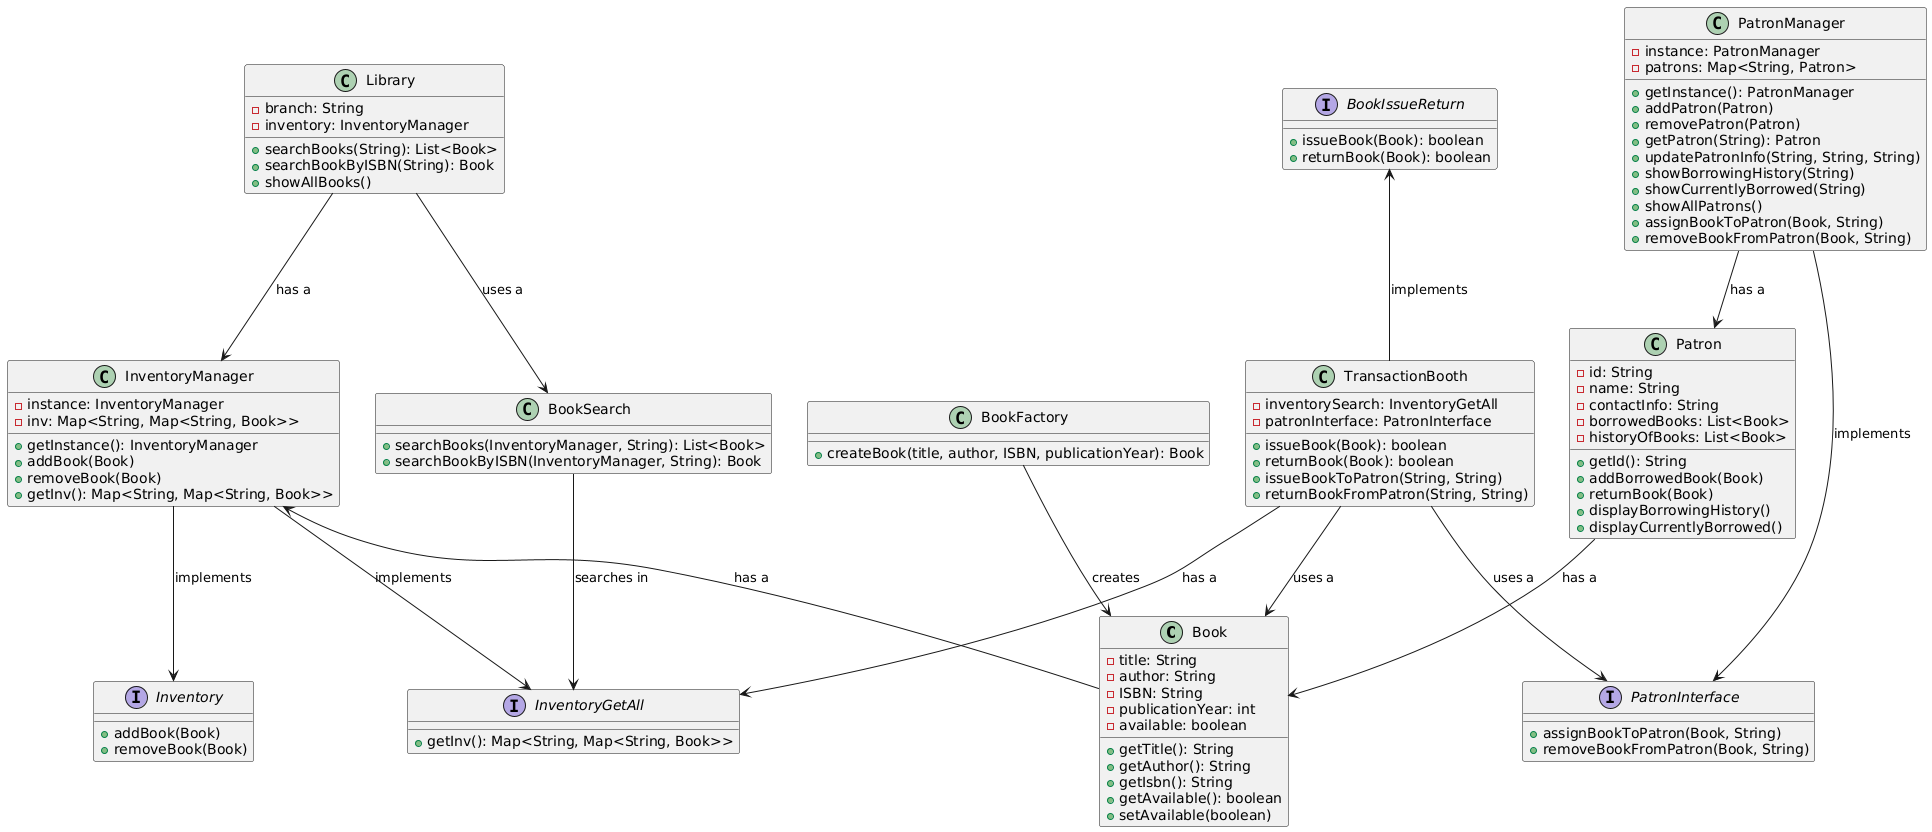 C Library
branch: String
inventory: InventoryManager
searchBooks(String): List<Book>
searchBookByISBN(String): Book
showAllBooks()
I BookIssueReturn
issueBook(Book): boolean
returnBook(Book): boolean
C PatronManager
instance: PatronManager
patrons: Map<String, Patron>
getInstance(): PatronManager
addPatron(Patron)
removePatron(Patron)
getPatron(String): Patron
updatePatronInfo(String, String, String)
showBorrowingHistory(String)
showCurrentlyBorrowed(String)
showAllPatrons()
assignBookToPatron(Book, String)
removeBookFromPatron(Book, String)
has a
uses a
implements
has a
C InventoryManager
instance: InventoryManager
inv: Map<String, Map<String, Book>>
getInstance(): InventoryManager
addBook(Book)
removeBook(Book)
getInv(): Map<String, Map<String, Book>>
C BookSearch
searchBooks(InventoryManager, String): List<Book>
searchBookByISBN(InventoryManager, String): Book
C BookFactory
createBook(title, author, ISBN, publicationYear): Book
C TransactionBooth
inventorySearch: InventoryGetAll
patronInterface: PatronInterface
issueBook(Book): boolean
returnBook(Book): boolean
issueBookToPatron(String, String)
returnBookFromPatron(String, String)
C Patron
id: String
name: String
contactInfo: String
borrowedBooks: List<Book>
historyOfBooks: List<Book>
getId(): String
addBorrowedBook(Book)
returnBook(Book)
displayBorrowingHistory()
displayCurrentlyBorrowed()
implements
implements
implements
searches in
has a
creates
has a
uses a
uses a
has a
I Inventory
addBook(Book)
removeBook(Book)
I InventoryGetAll
getInv(): Map<String, Map<String, Book>>
C Book
title: String
author: String
ISBN: String
publicationYear: int
available: boolean
getTitle(): String
getAuthor(): String
getIsbn(): String
getAvailable(): boolean
setAvailable(boolean)
I PatronInterface
assignBookToPatron(Book, String)
removeBookFromPatron(Book, String)